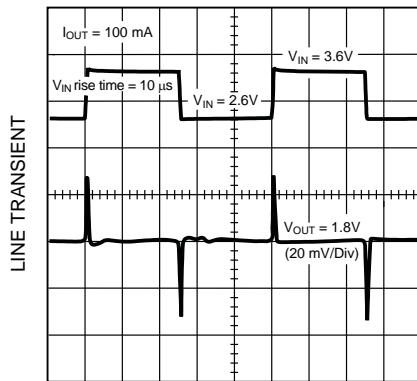 I_OUT = 100 mA
V_IN = 3.6V
V_IN rise time = 10 μs
V_IN = 2.6V
LINE TRANSIENT
V_OUT = 1.8V
(20 mV/Div)